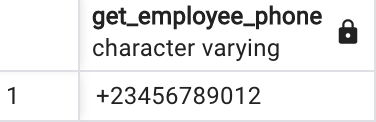 get_employee_phone
character varying
1 +23456789012